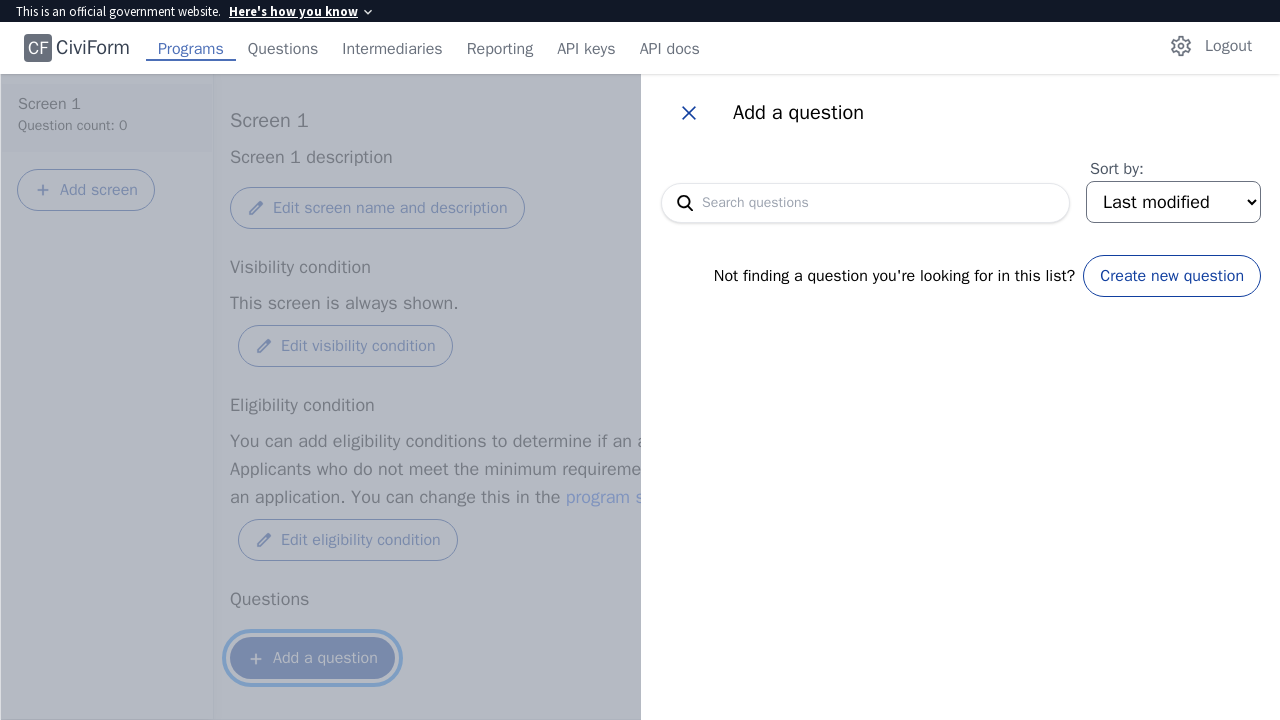 This is an official government website. Here's how you know
CF CiviForm Programs Questions Intermediaries Reporting API keys API docs Logout
Screen 1
Question count: 0
Add screen
Screen 1
Screen 1 description
Edit screen name and description
Visibility condition
This screen is always shown.
Edit visibility condition
Eligibility condition
You can add eligibility conditions to determine if an a
Applicants who do not meet the minimum requireme
an application. You can change this in the program s
Edit eligibility condition
Questions
Add a question
Add a question
Sort by:
Search questions
Last modified
Not finding a question you're looking for in this list? Create new question